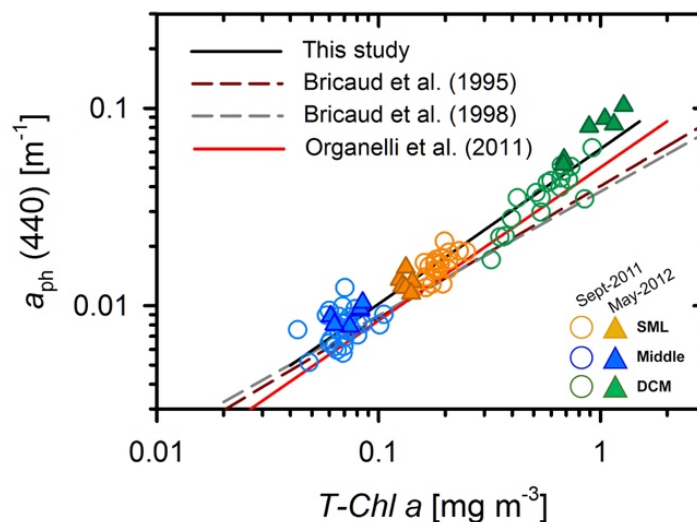 This study
Bricaud et al. (1995)
Bricaud et al. (1998)
Organelli et al. (2011)
0.1
0.01
a_ph (440) [m⁻¹]
Sept-2011
May-2012
SML
Middle
DCM
0.01 0.1 1
T-Chl a [mg m⁻³]